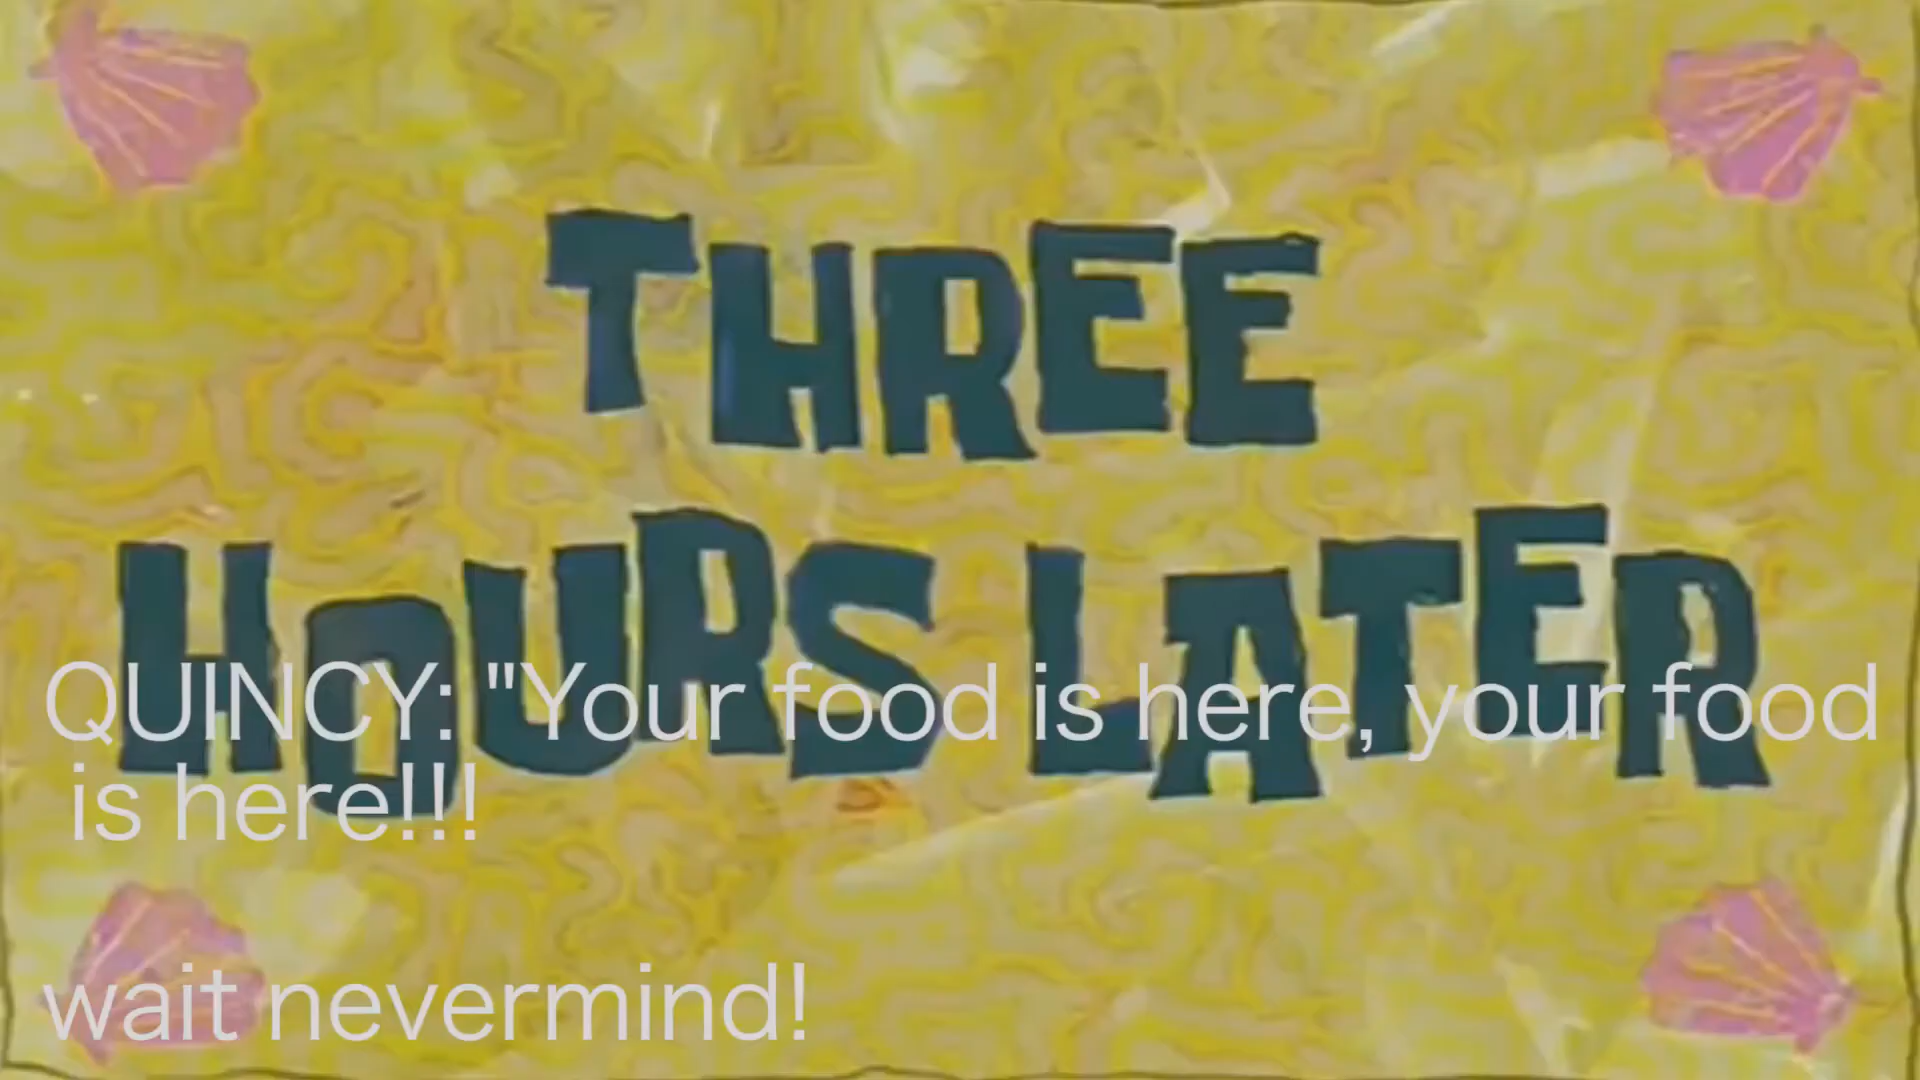 THREE
HOURS LATER
QUINCY: "Your food is here, your food
is here!!!
wait nevermind!